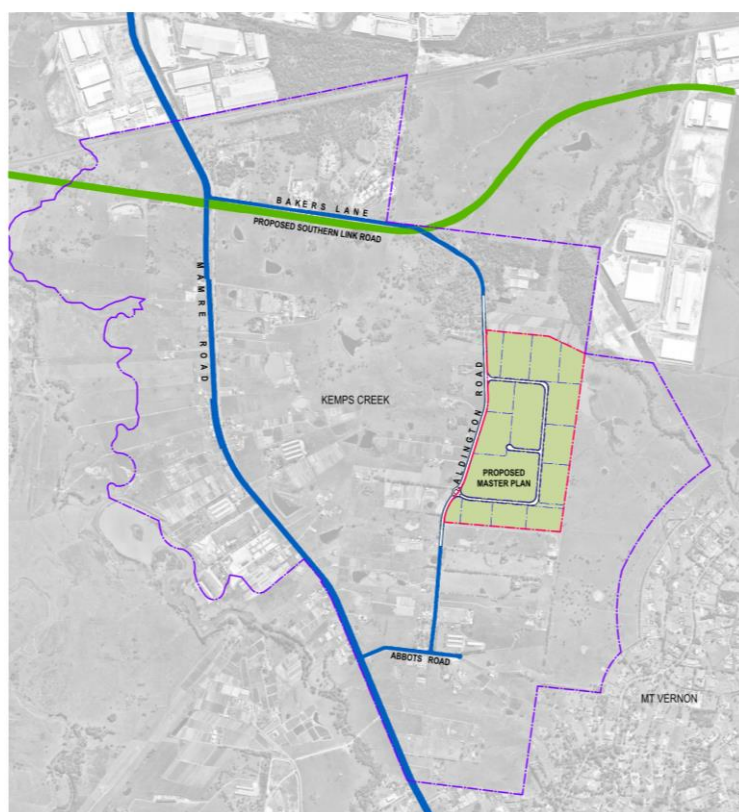 BAKERS LANE
PROPOSED SOUTHERN LINK ROAD
MAMRE ROAD
ALDINGTON ROAD
KEMPS CREEK
PROPOSED
MASTER PLAN
ABBOTS ROAD
MT VERNON